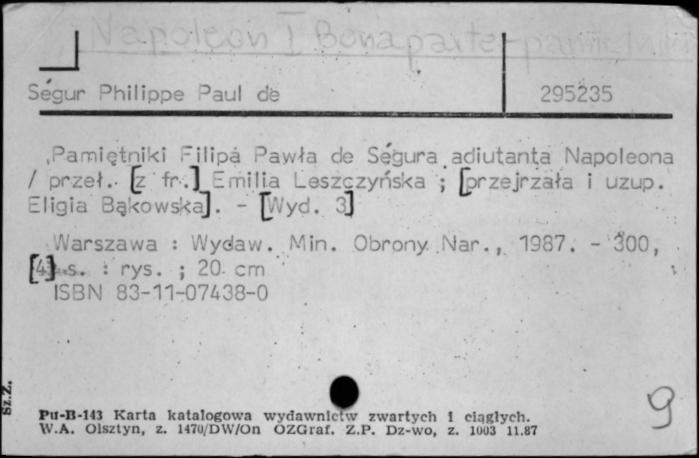 Napoleon I Bonaparte - pamiętniki
Ségur Philippe Paul de 295235
Pamiętniki Filipa Pawła de Ségura adiutanta Napoleona
/ przeł. [z fr.] Emilia Leszczyńska ; [przejrzała i uzup.
Eligia Bąkowska]. - [Wyd. 3]
Warszawa : Wydaw. Min. Obrony Nar., 1987. - 300,
[4] s. : rys. ; 20 cm
ISBN 83-11-07438-0
Sz.Z.
9
Pu-B-143 Karta katalogowa wydawnictw zwartych i ciągłych.
W.A. Olsztyn, z. 1470/DW/On OZGraf. Z.P. Dz-wo, z. 1003 11.87